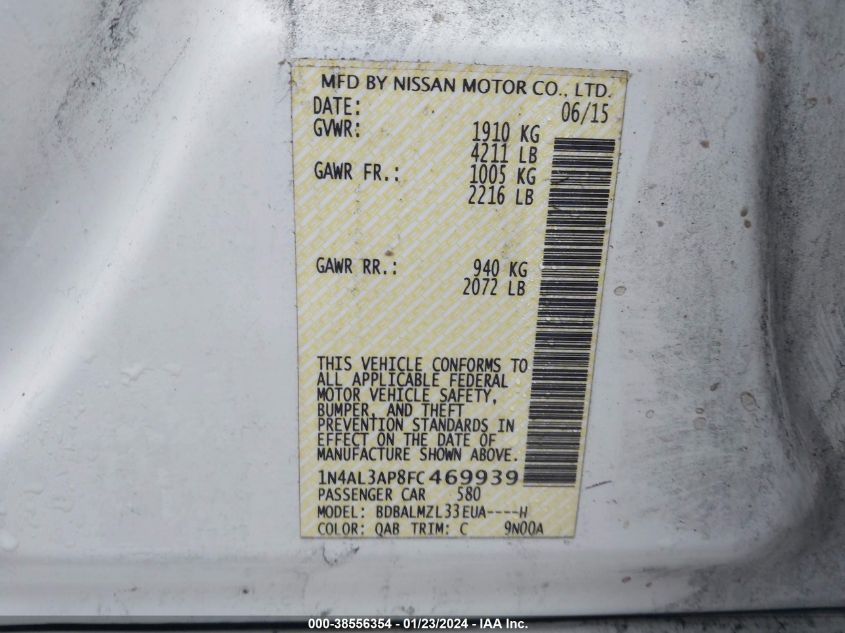 MFD BY NISSAN MOTOR CO., LTD.
DATE: 06/15
GVWR: 1910 KG
4211 LB
GAWR FR.: 1005 KG
2216 LB
GAWR RR.: 940 KG
2072 LB
THIS VEHICLE CONFORMS TO
ALL APPLICABLE FEDERAL
MOTOR VEHICLE SAFETY,
BUMPER, AND THEFT
PREVENTION STANDARDS IN
EFFECT ON THE DATE OF
MANUFACTURE SHOWN ABOVE.
1N4AL3AP8FC469939
PASSENGER CAR 580
MODEL: BDBALMZL33EUA----H
COLOR: QAB TRIM: C 9N00A
000-38556354 - 01/23/2024 - IAA Inc.